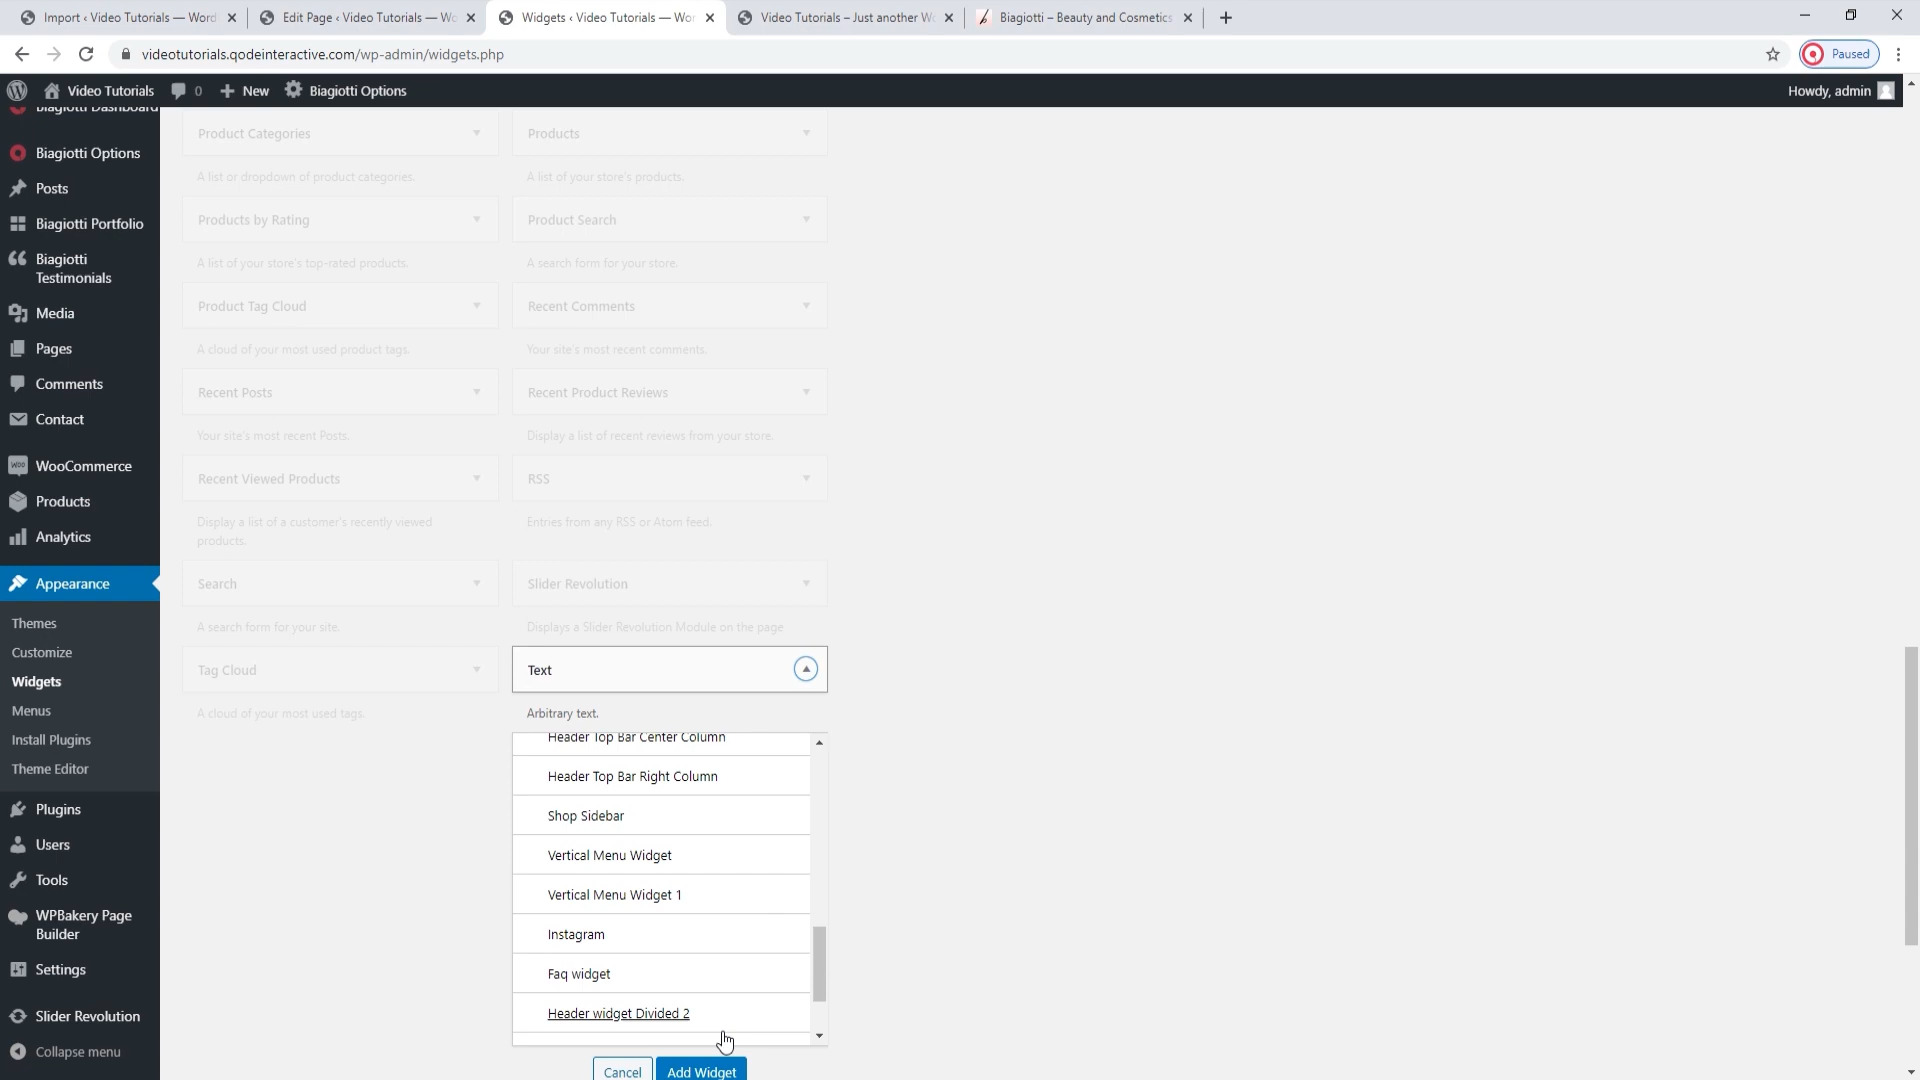 Import ‹ Video Tutorials — Word
Edit Page ‹ Video Tutorials — Wo
Widgets ‹ Video Tutorials — Wor
Video Tutorials – Just another Wo
Biagiotti – Beauty and Cosmetics
videotutorials.qodeinteractive.com/wp-admin/widgets.php
Paused
Video Tutorials
0
New
Biagiotti Options
Howdy, admin
Biagiotti Dashboard
Biagiotti Options
Posts
Biagiotti Portfolio
Biagiotti
Testimonials
Media
Pages
Comments
Contact
WooCommerce
Products
Analytics
Appearance
Themes
Customize
Widgets
Menus
Install Plugins
Theme Editor
Plugins
Users
Tools
WPBakery Page
Builder
Settings
Slider Revolution
Collapse menu
Product Categories
Products
A list or dropdown of product categories.
A list of your store's products.
Products by Rating
Product Search
A list of your store's top-rated products.
A search form for your store.
Product Tag Cloud
Recent Comments
A cloud of your most used product tags.
Your site's most recent comments.
Recent Posts
Recent Product Reviews
Your site's most recent Posts.
Display a list of recent reviews from your store.
Recent Viewed Products
RSS
Display a list of a customer's recently viewed
products.
Entries from any RSS or Atom feed.
Search
Slider Revolution
A search form for your site.
Displays a Slider Revolution Module on the page
Tag Cloud
Text
A cloud of your most used tags.
Arbitrary text.
Header Top Bar Center Column
Header Top Bar Right Column
Shop Sidebar
Vertical Menu Widget
Vertical Menu Widget 1
Instagram
Faq widget
Header widget Divided 2
Cancel
Add Widget